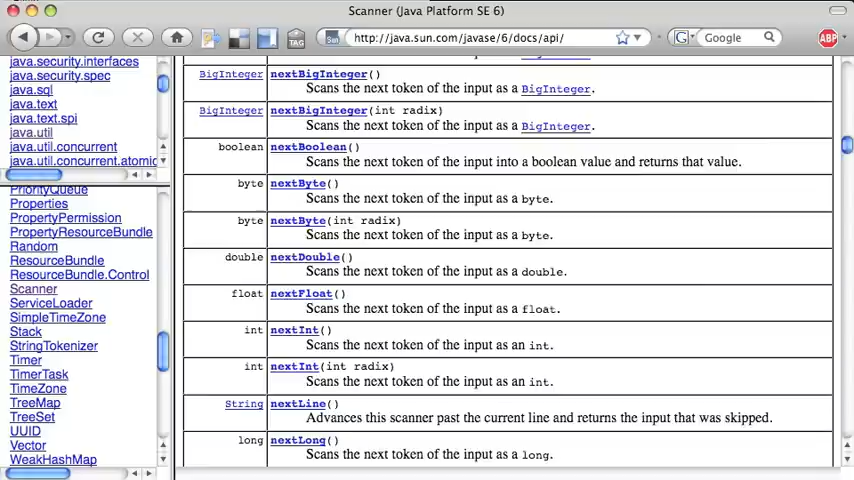 Scanner (Java Platform SE 6)
http://java.sun.com/javase/6/docs/api/
Google
ABP
TAG
Sun
java.security.interfaces
java.security.spec
java.sql
java.text
java.text.spi
java.util
java.util.concurrent
java.util.concurrent.atomic
PriorityQueue
Properties
PropertyPermission
PropertyResourceBundle
Random
ResourceBundle
ResourceBundle.Control
Scanner
ServiceLoader
SimpleTimeZone
Stack
StringTokenizer
Timer
TimerTask
TimeZone
TreeMap
TreeSet
UUID
Vector
WeakHashMap
BigInteger nextBigInteger()
Scans the next token of the input as a BigInteger.
BigInteger nextBigInteger(int radix)
Scans the next token of the input as a BigInteger.
boolean nextBoolean()
Scans the next token of the input into a boolean value and returns that value.
byte nextByte()
Scans the next token of the input as a byte.
byte nextByte(int radix)
Scans the next token of the input as a byte.
double nextDouble()
Scans the next token of the input as a double.
float nextFloat()
Scans the next token of the input as a float.
int nextInt()
Scans the next token of the input as an int.
int nextInt(int radix)
Scans the next token of the input as an int.
String nextLine()
Advances this scanner past the current line and returns the input that was skipped.
long nextLong()
Scans the next token of the input as a long.